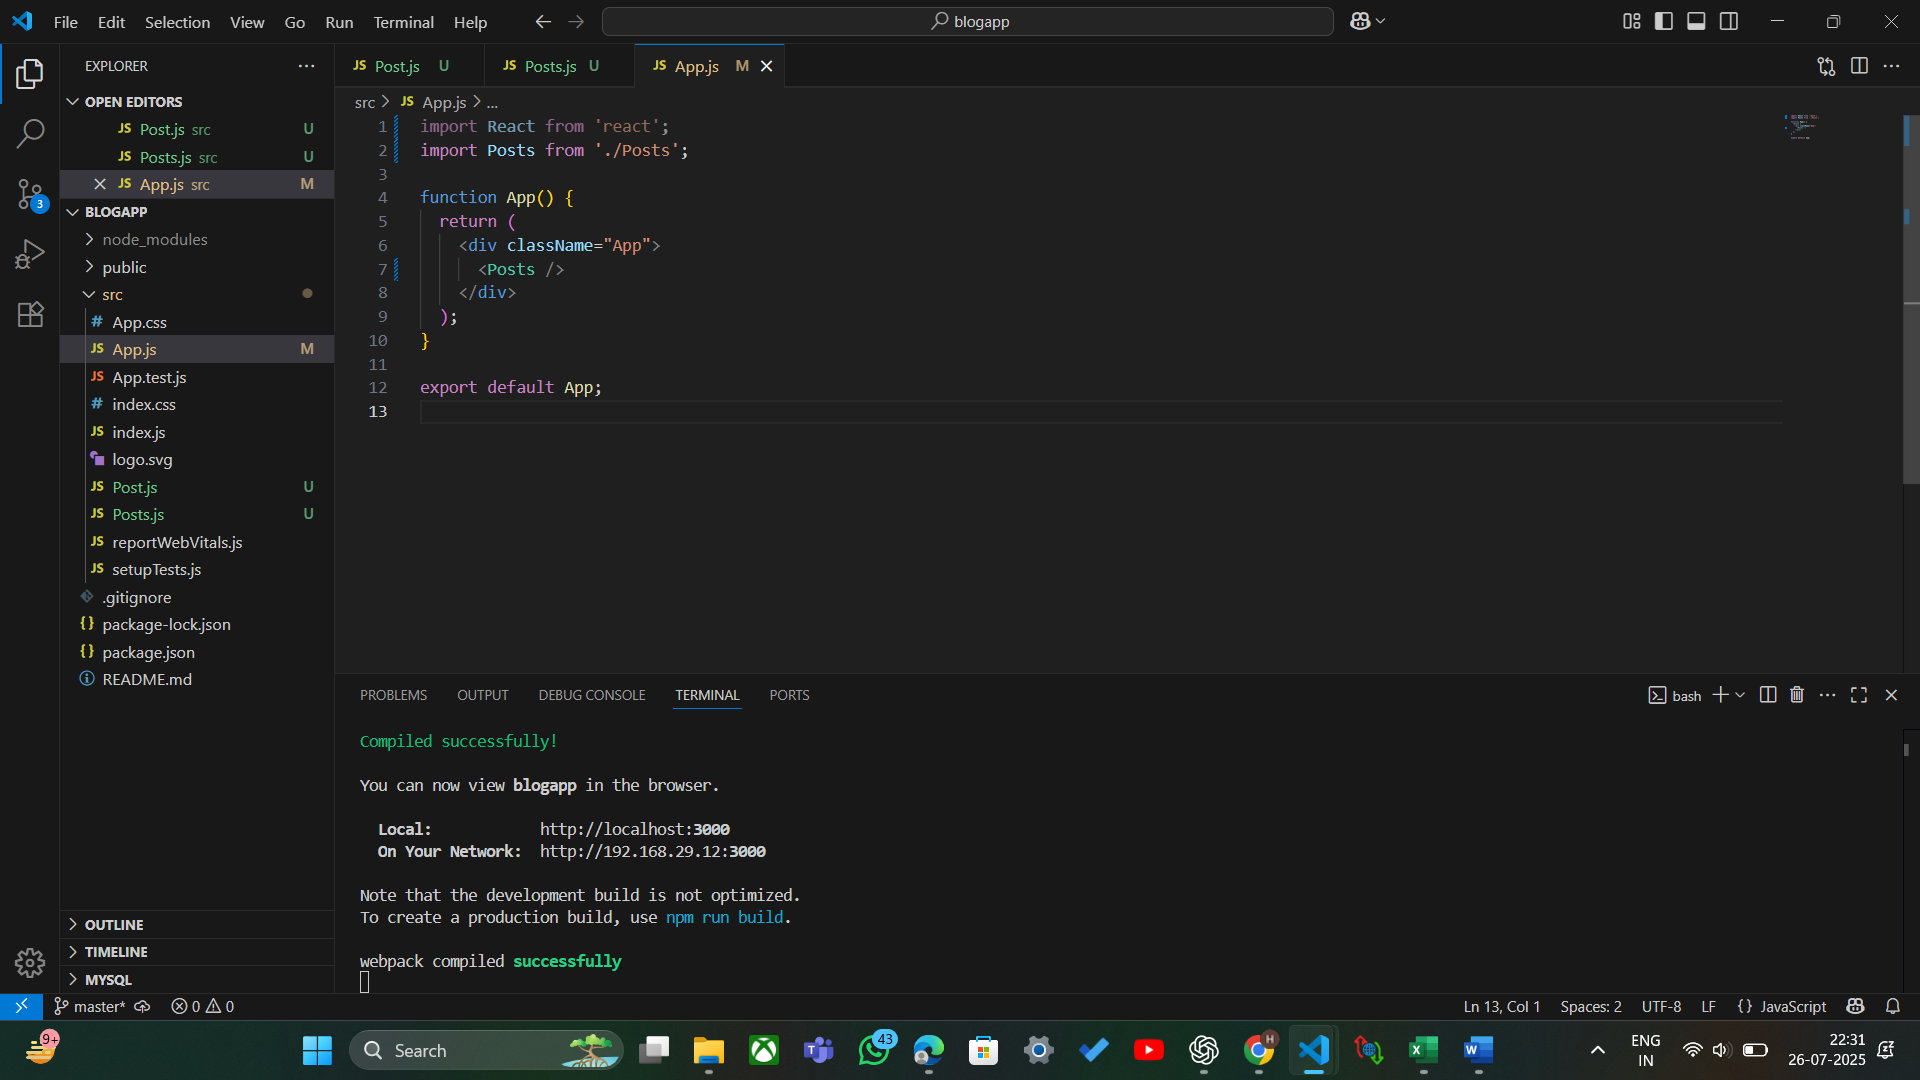 File Edit Selection View Go Run Terminal Help
blogapp
EXPLORER
OPEN EDITORS
JS Post.js src U
JS Posts.js src U
JS App.js src M
BLOGAPP
node_modules
public
src
# App.css
JS App.js M
JS App.test.js
# index.css
JS index.js
logo.svg
JS Post.js U
JS Posts.js U
JS reportWebVitals.js
JS setupTests.js
.gitignore
{} package-lock.json
{} package.json
README.md
OUTLINE
TIMELINE
MYSQL
3
JS Post.js U
JS Posts.js U
JS App.js M
src > JS App.js > ...
1 import React from 'react';
2 import Posts from './Posts';
3
4 function App() {
5 return (
6 <div className="App">
7 <Posts />
8 </div>
9 );
10 }
11
12 export default App;
13
PROBLEMS OUTPUT DEBUG CONSOLE TERMINAL PORTS
bash
Compiled successfully!
You can now view blogapp in the browser.
Local: http://localhost:3000
On Your Network: http://192.168.29.12:3000
Note that the development build is not optimized.
To create a production build, use npm run build.
webpack compiled successfully
master* 0 0
Ln 13, Col 1 Spaces: 2 UTF-8 LF {} JavaScript
9+
Search
43
H
ENG
IN
22:31
26-07-2025